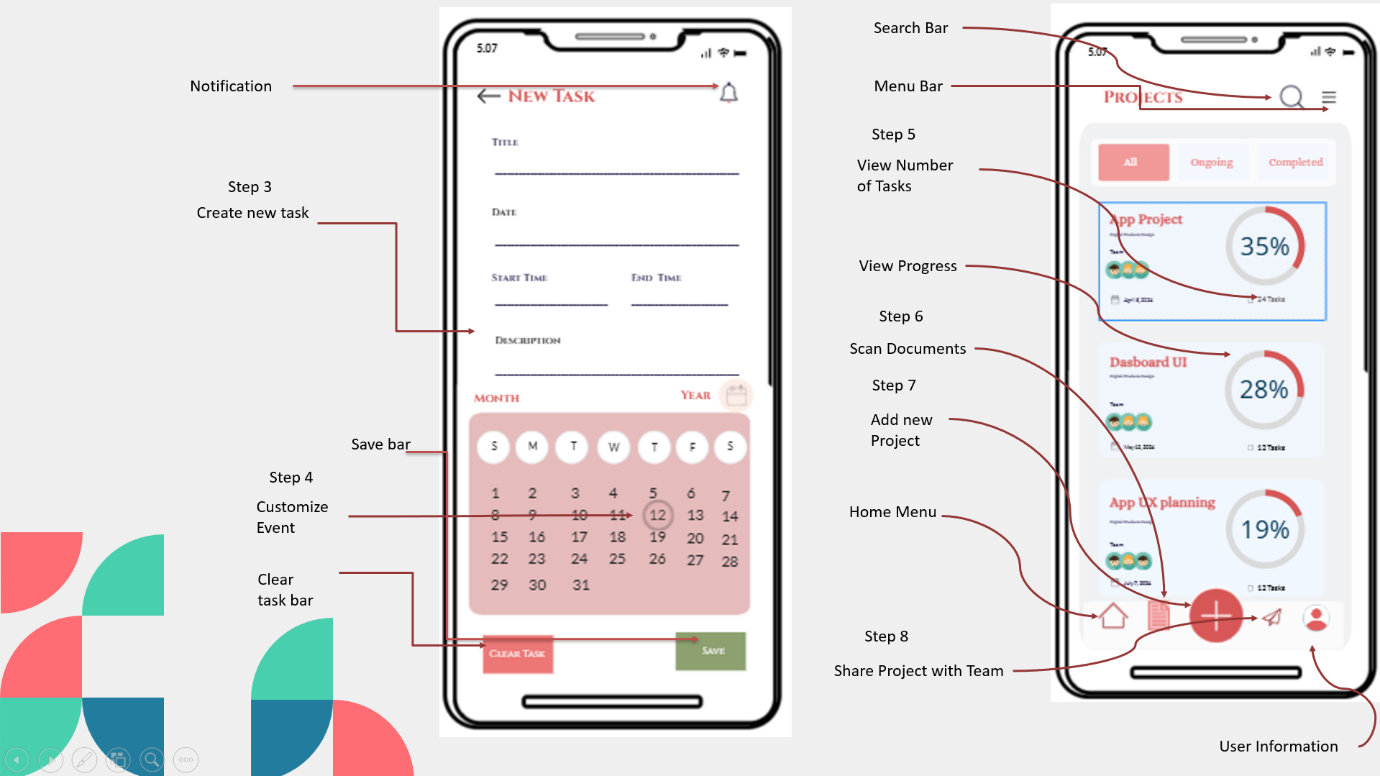 Notification
Step 3
Create new task
Save bar
Step 4
Customize
Event
Clear
task bar
5.07
New Task
Title
Date
Start Time
End Time
Description
Month
Year
S M T W T F S
1 2 3 4 5 6 7
8 9 10 11 12 13 14
15 16 17 18 19 20 21
22 23 24 25 26 27 28
29 30 31
Clear Task
Save
Search Bar
Menu Bar
Step 5
View Number
of Tasks
View Progress
Step 6
Scan Documents
Step 7
Add new
Project
Home Menu
Step 8
Share Project with Team
User Information
5.07
Projects
All
Ongoing
Completed
App Project
Team
35%
24 Tasks
Dasboard UI
Team
28%
12 Tasks
App UX planning
Team
19%
12 Tasks